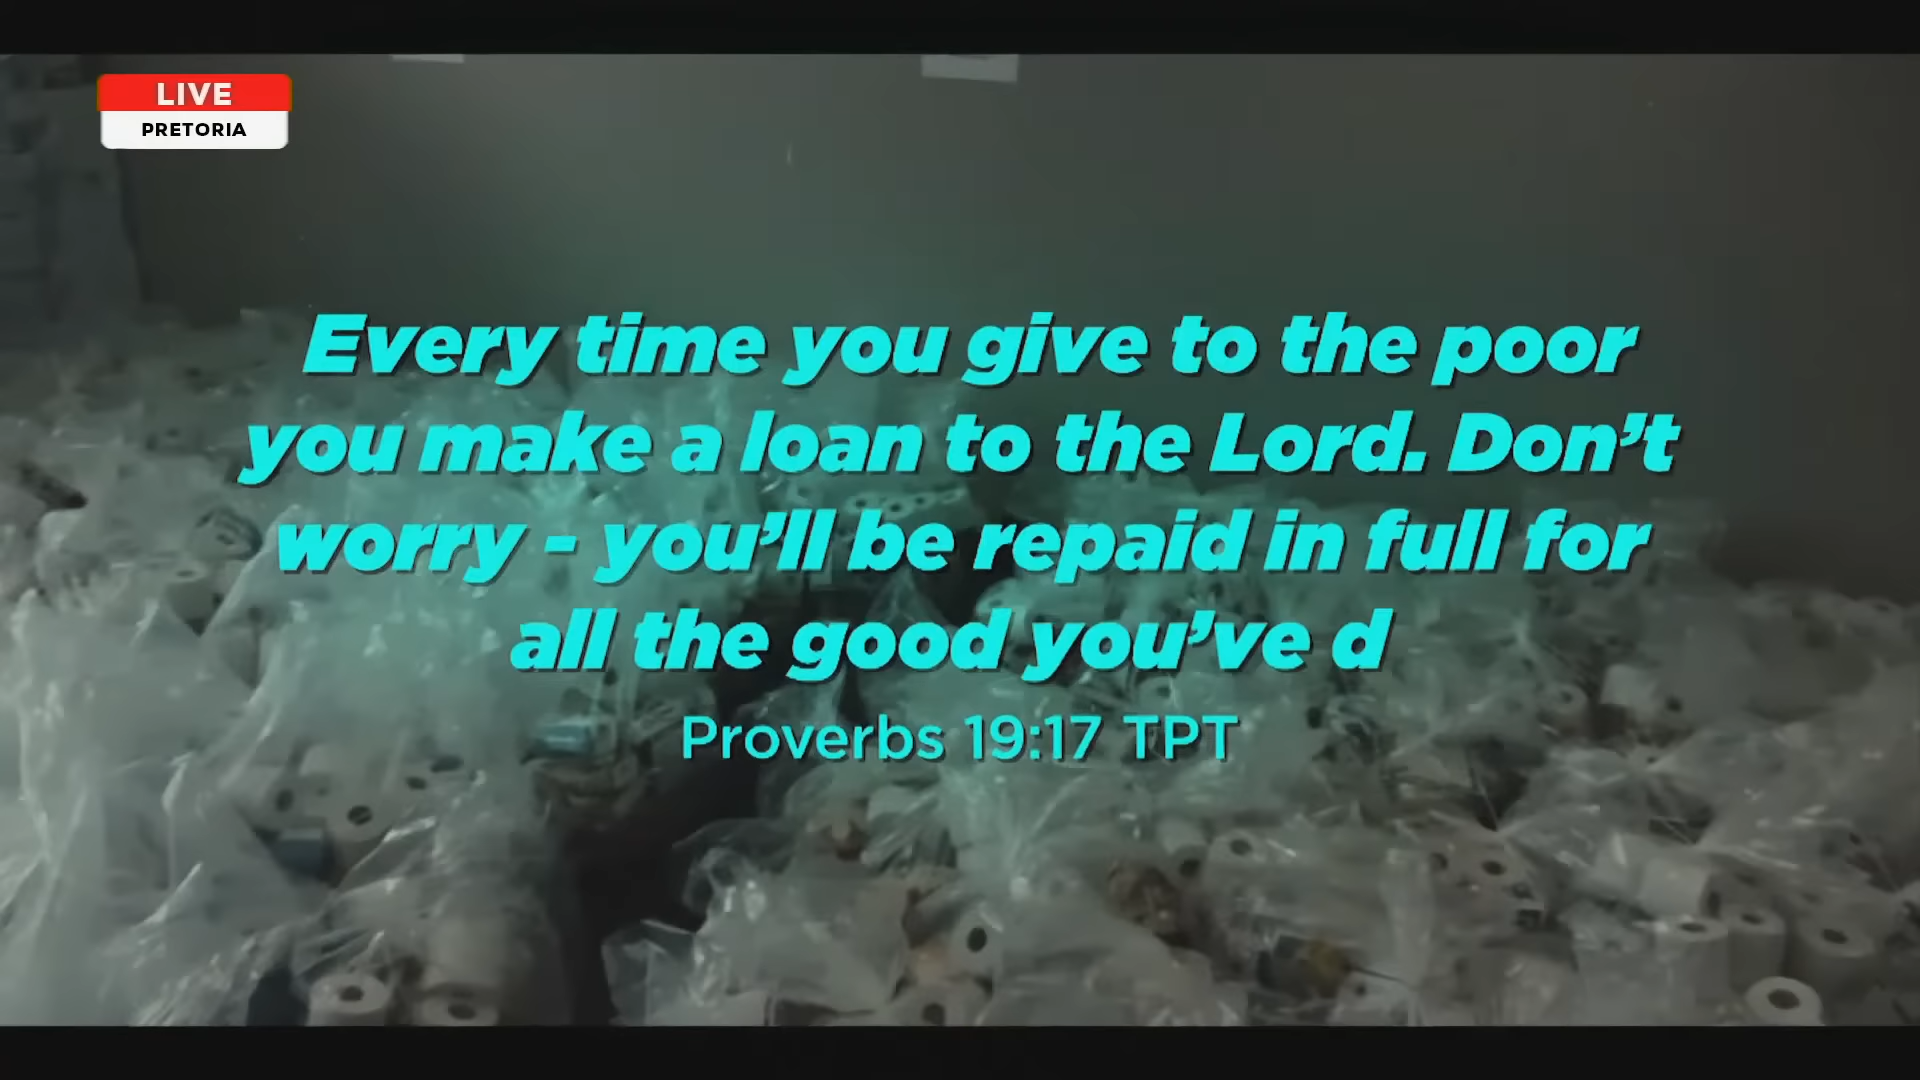 LIVE
PRETORIA
Every time you give to the poor
you make a loan to the Lord. Don’t
worry - you’ll be repaid in full for
all the good you’ve d
Proverbs 19:17 TPT